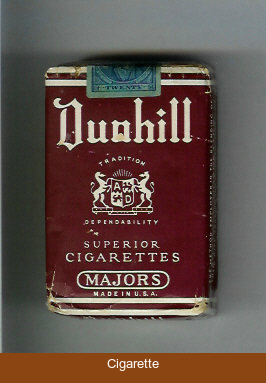 TWENTY
Dunhill
TRADITION
A D
DEPENDABILITY
SUPERIOR
CIGARETTES
MAJORS
MADE IN U.S.A.
Cigarette